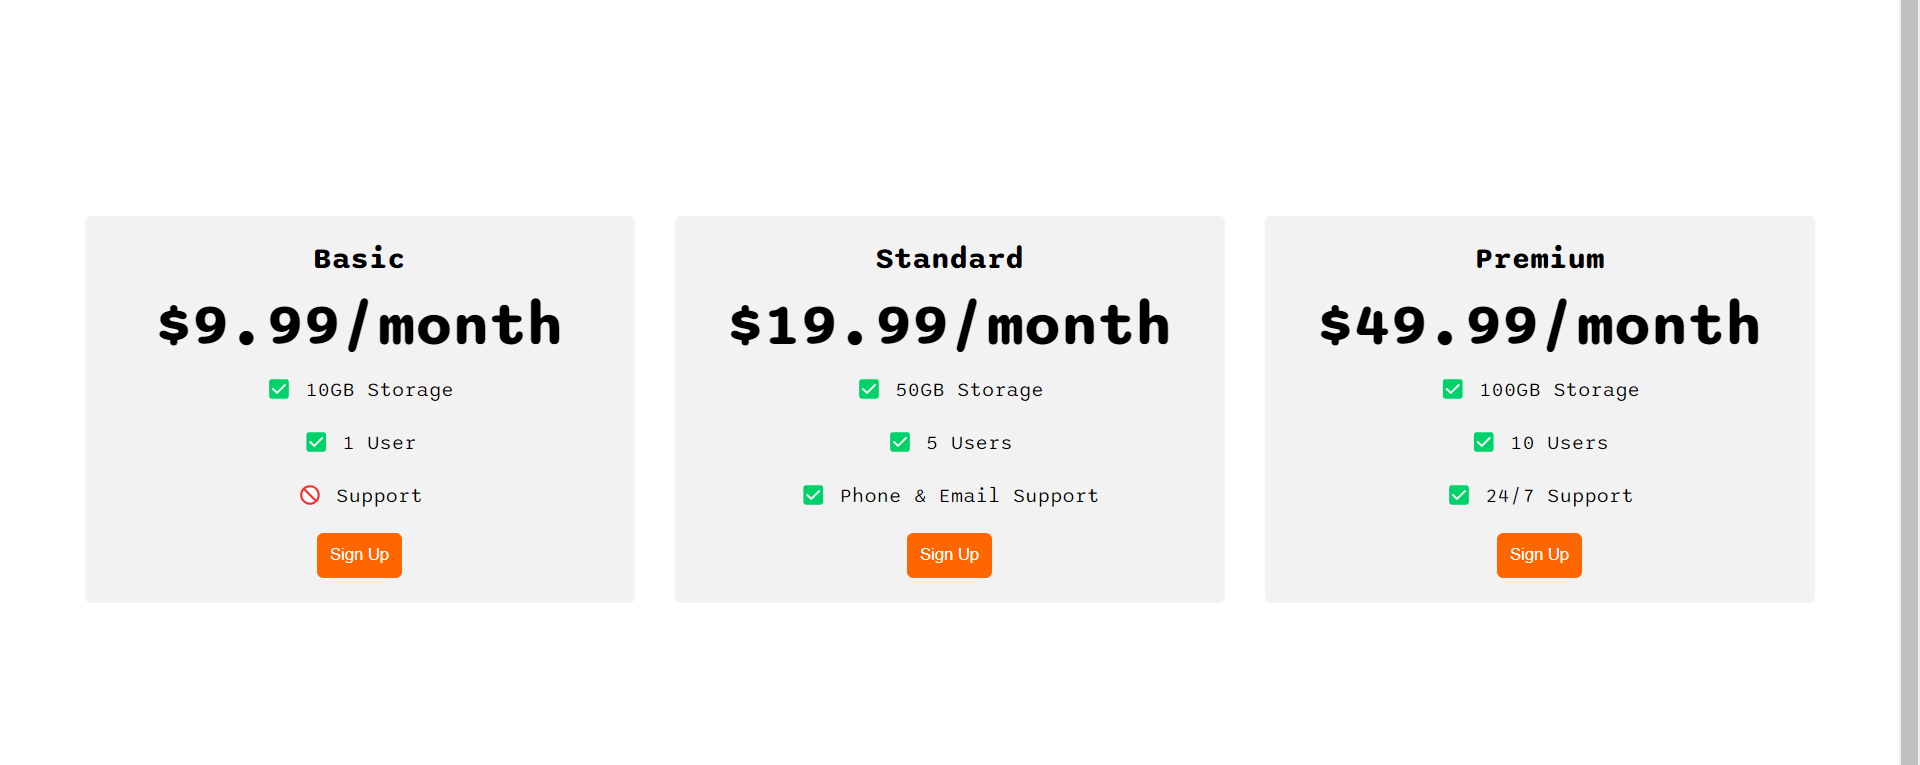 Basic
$9.99/month
10GB Storage
1 User
Support
Sign Up
Standard
$19.99/month
50GB Storage
5 Users
Phone & Email Support
Sign Up
Premium
$49.99/month
100GB Storage
10 Users
24/7 Support
Sign Up